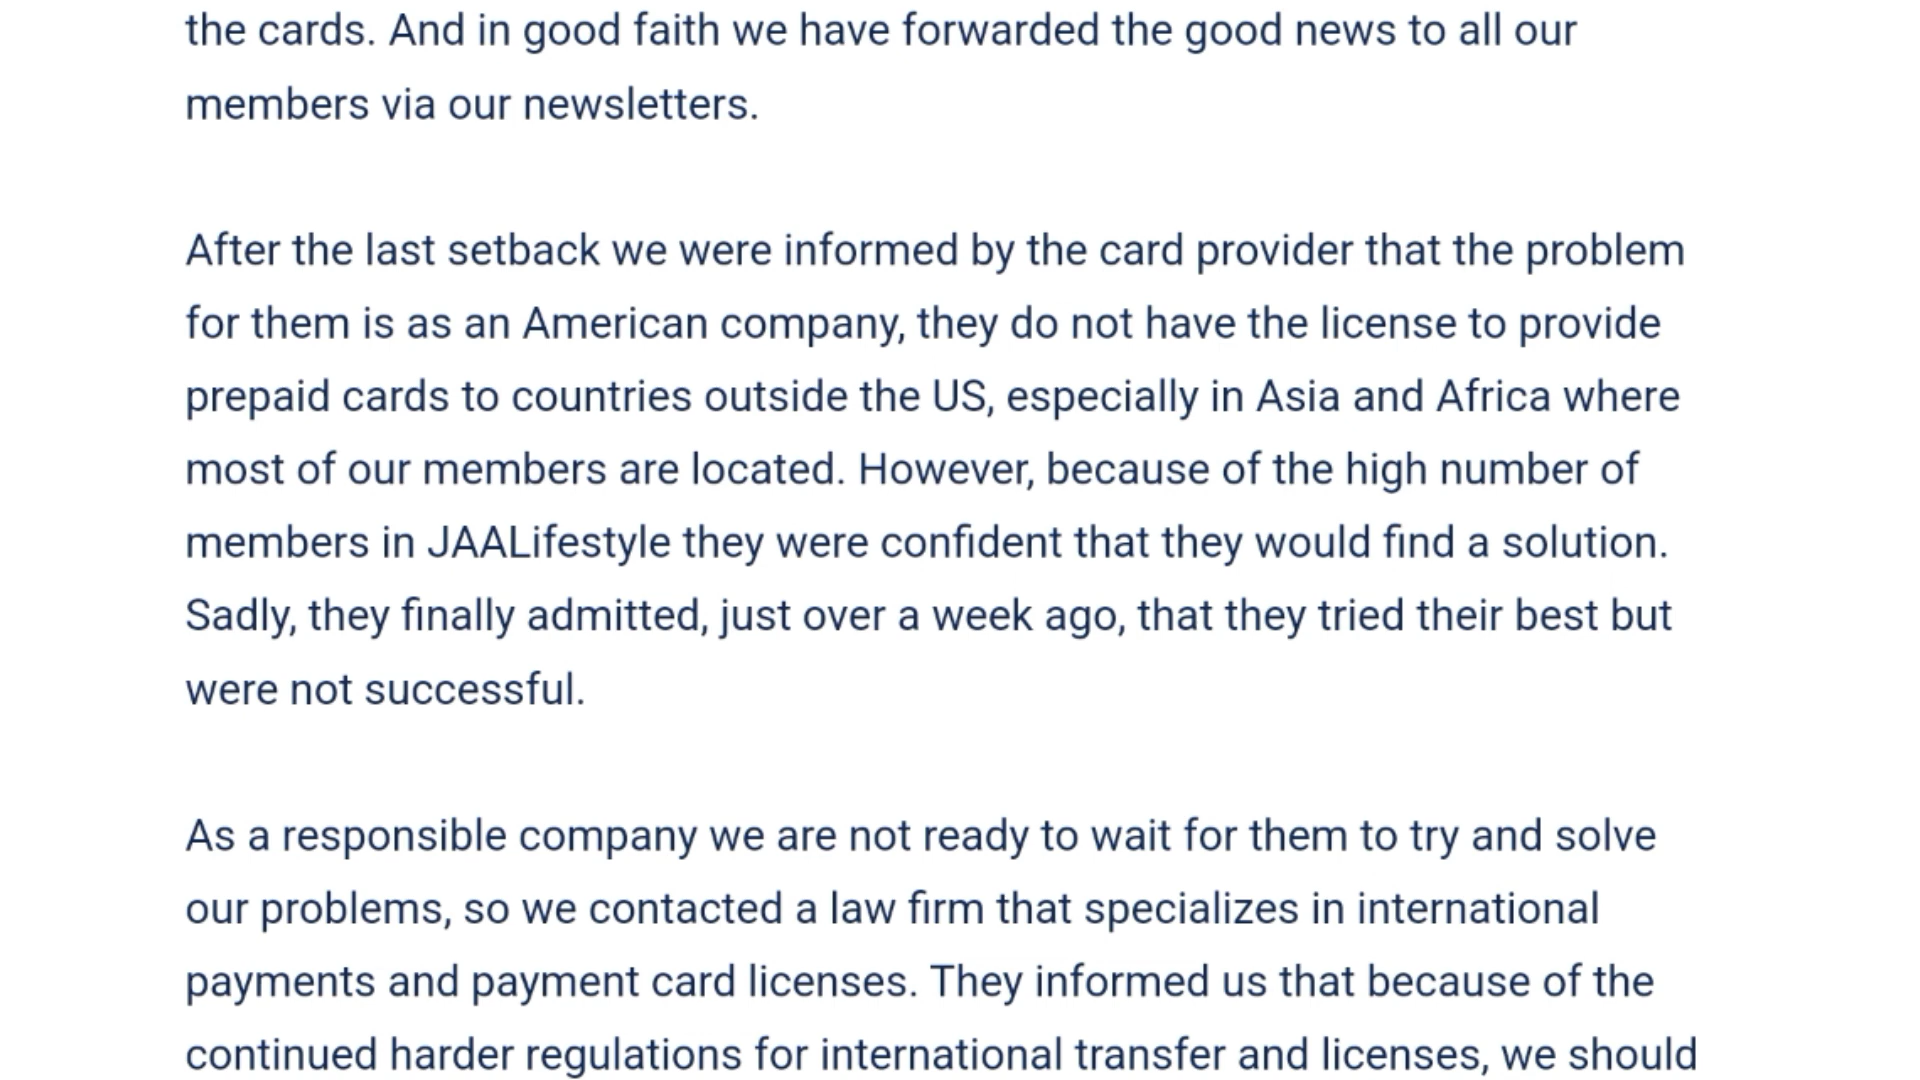 the cards. And in good faith we have forwarded the good news to all our
members via our newsletters.
After the last setback we were informed by the card provider that the problem
for them is as an American company, they do not have the license to provide
prepaid cards to countries outside the US, especially in Asia and Africa where
most of our members are located. However, because of the high number of
members in JAALifestyle they were confident that they would find a solution.
Sadly, they finally admitted, just over a week ago, that they tried their best but
were not successful.
As a responsible company we are not ready to wait for them to try and solve
our problems, so we contacted a law firm that specializes in international
payments and payment card licenses. They informed us that because of the
continued harder regulations for international transfer and licenses, we should